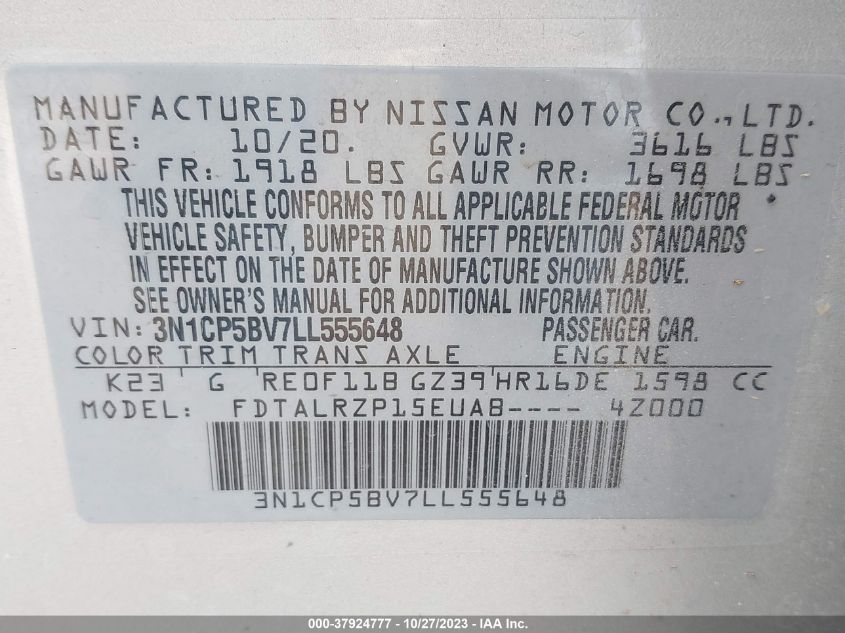 MANUFACTURED BY NISSAN MOTOR CO.,LTD.
DATE: 10/20. GVWR: 3616 LBS
GAWR FR: 1918 LBS GAWR RR: 1698 LBS
THIS VEHICLE CONFORMS TO ALL APPLICABLE FEDERAL MOTOR
VEHICLE SAFETY, BUMPER AND THEFT PREVENTION STANDARDS
IN EFFECT ON THE DATE OF MANUFACTURE SHOWN ABOVE.
SEE OWNER'S MANUAL FOR ADDITIONAL INFORMATION.
VIN: 3N1CP5BV7LL555648 PASSENGER CAR.
COLOR TRIM TRANS AXLE ENGINE
K23 G RE0F11B GZ39 HR16DE 1598 CC
MODEL: FDTALRZP15EUAB---- 4Z000
3N1CP5BV7LL555648
000-37924777 - 10/27/2023 - IAA Inc.